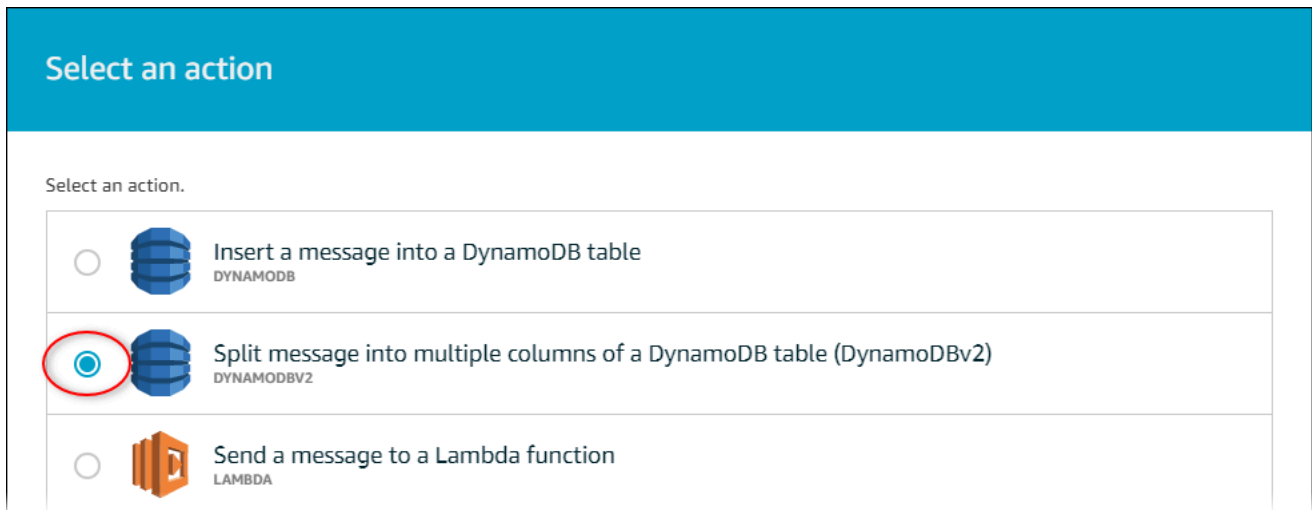 Select an action
Select an action.
Insert a message into a DynamoDB table
DYNAMODB
Split message into multiple columns of a DynamoDB table (DynamoDBv2)
DYNAMODBV2
Send a message to a Lambda function
LAMBDA